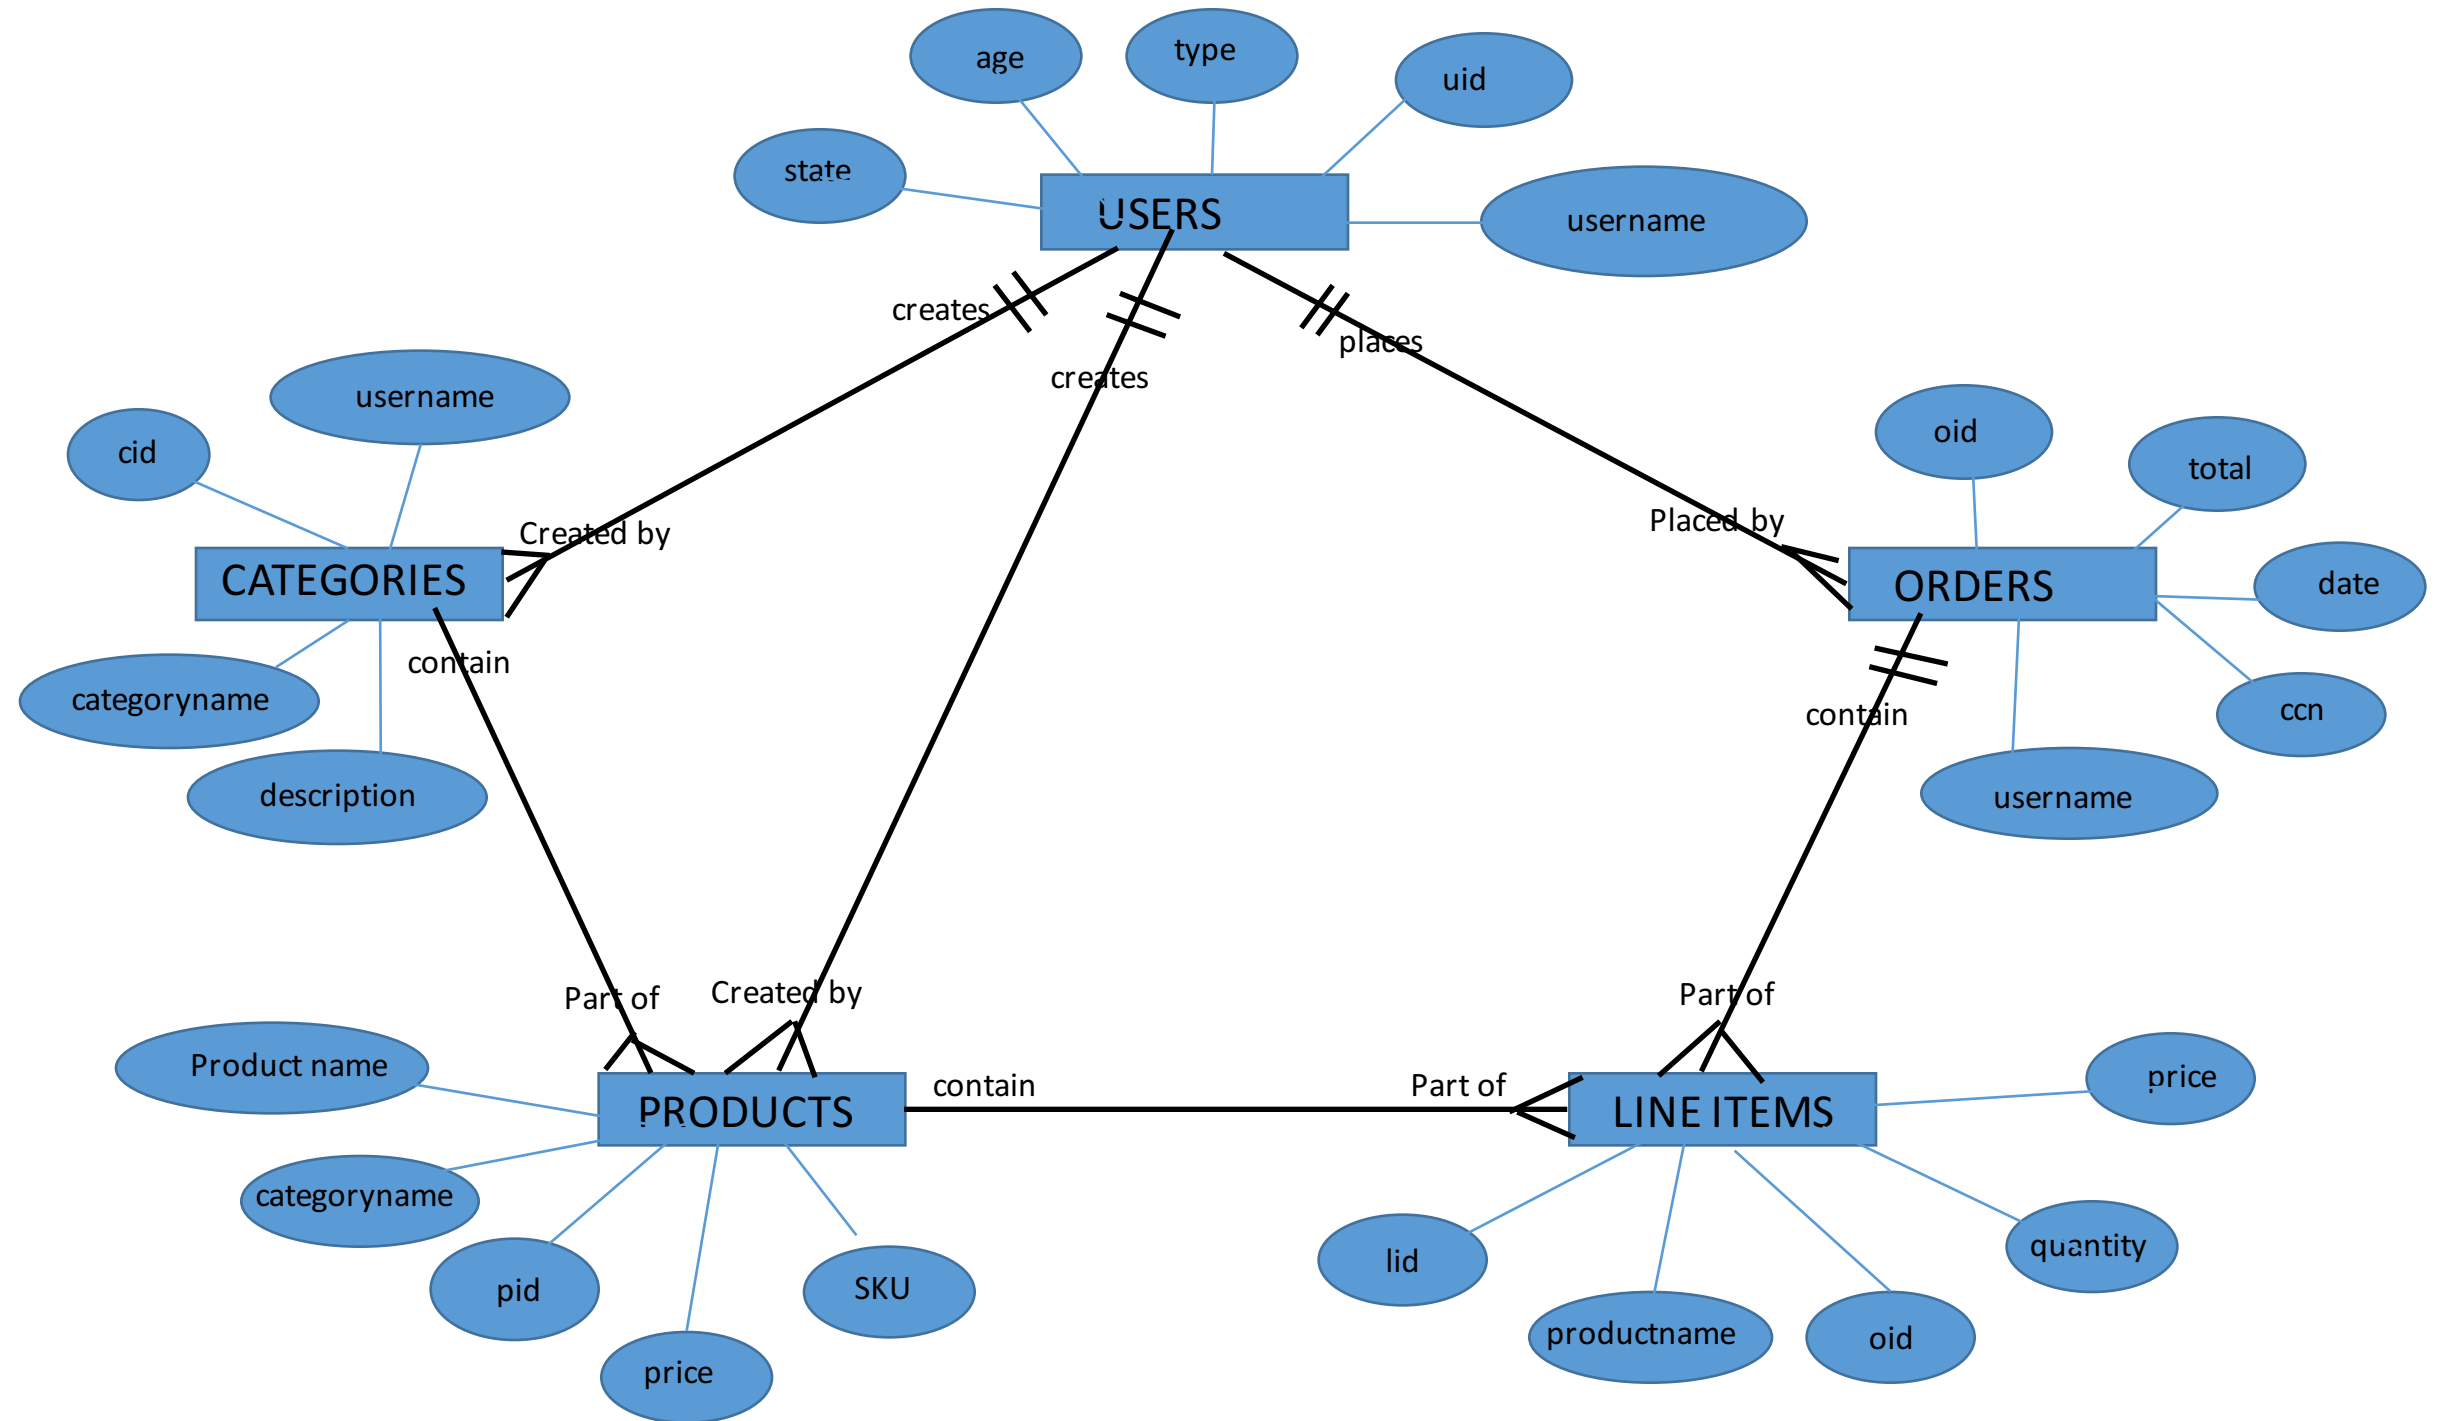 age
type
uid
state
USERS
username
creates
creates
places
username
cid
oid
total
Created by
Placed by
CATEGORIES
ORDERS
date
contain
categoryname
contain
ccn
description
username
Part of
Created by
Part of
Product name
contain
Part of
price
PRODUCTS
LINE ITEMS
categoryname
quantity
pid
SKU
lid
productname
oid
price